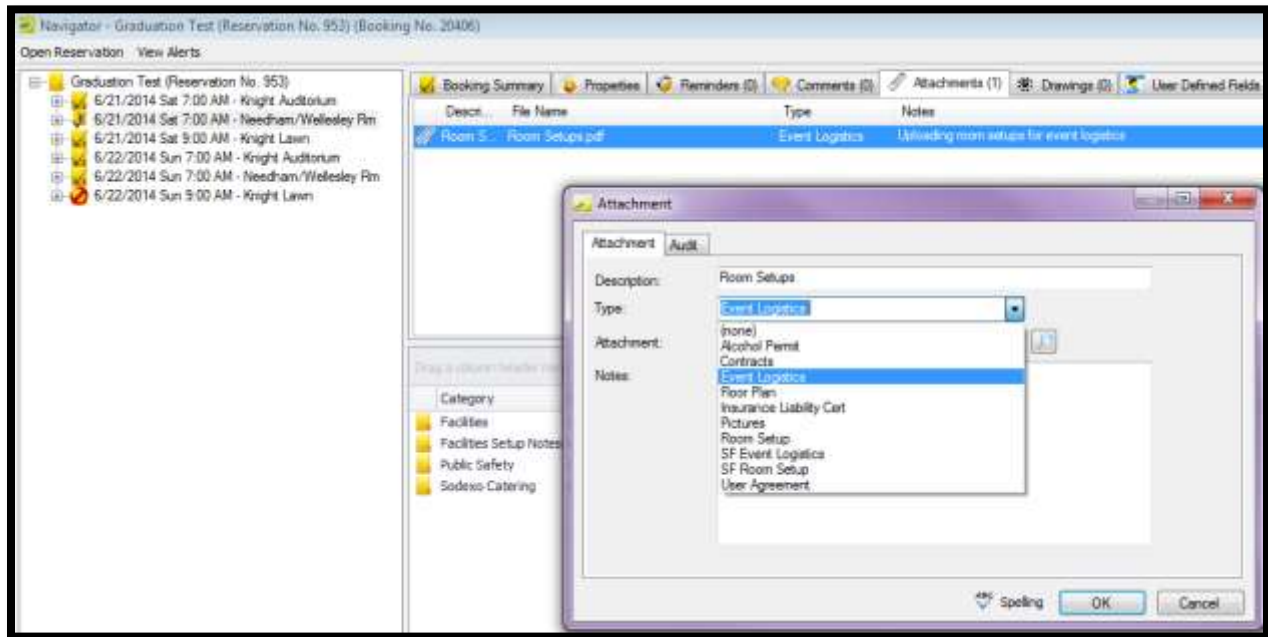 Navigator - Graduation Test (Reservation No. 953) (Booking No. 20406)
Open Reservation View Alerts
Graduation Test (Reservation No. 953)
6/21/2014 Sat 7:00 AM - Knight Auditorium
6/21/2014 Sat 7:00 AM - Needham/Wellesley Rm
6/21/2014 Sat 9:00 AM - Knight Lawn
6/22/2014 Sun 7:00 AM - Knight Auditorium
6/22/2014 Sun 7:00 AM - Needham/Wellesley Rm
6/22/2014 Sun 9:00 AM - Knight Lawn
Booking Summary Properties Reminders (0) Comments (0) Attachments (1) Drawings (0) User Defined Fields
Descri... File Name Type Notes
Room S... Room Setups.pdf Event Logistics Uploading room setups for event logistics
Drag a column header
Category
Facilities
Facilities Setup Notes
Public Safety
Sodexo Catering
Attachment
Attachment Audit
Description: Room Setups
Type: Event Logistics
Attachment:
Notes:
(none)
Alcohol Permit
Contracts
Event Logistics
Floor Plan
Insurance Liability Cert
Pictures
Room Setup
SF Event Logistics
SF Room Setup
User Agreement
ABC Spelling OK Cancel